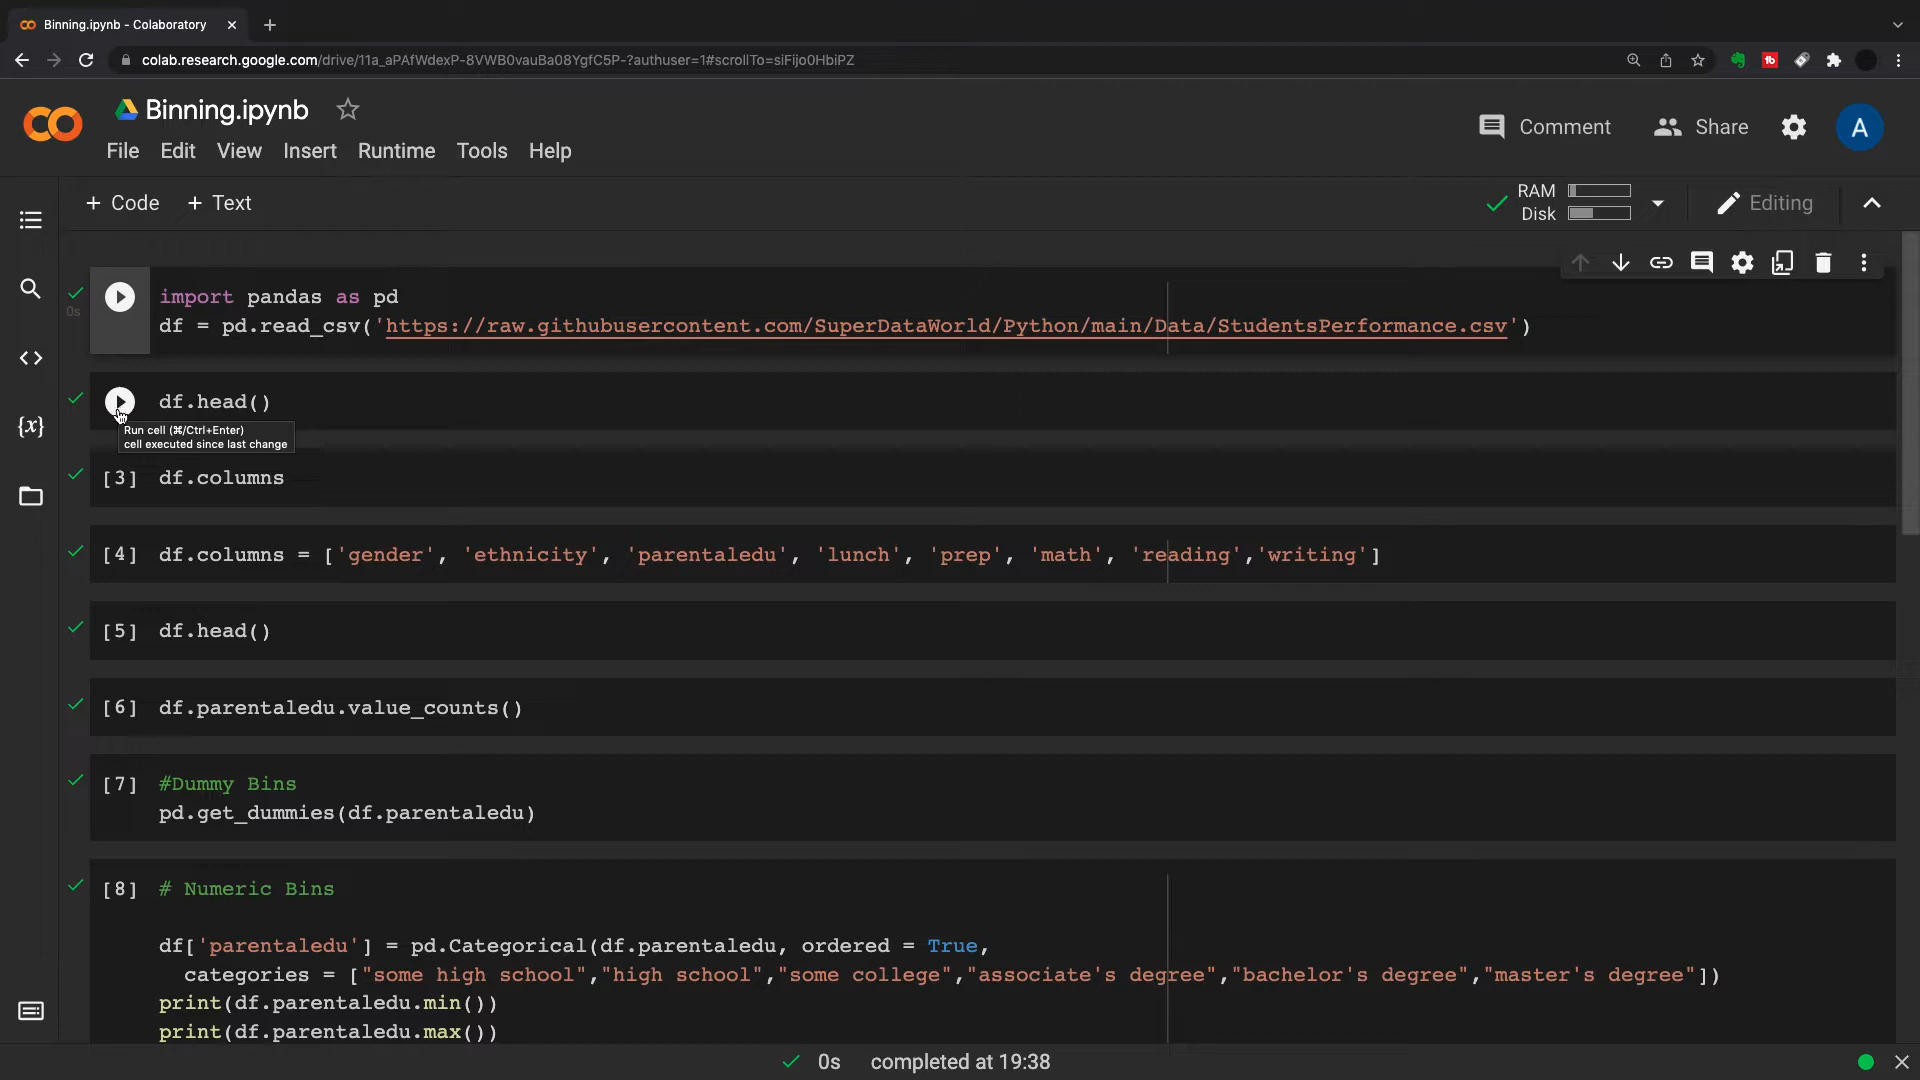 Binning.ipynb - Colaboratory
colab.research.google.com/drive/11a_aPAfWdexP-8VWB0vauBa08YgfC5P-?authuser=1#scrollTo=siFijo0HbiPZ
Binning.ipynb
Comment Share A
File Edit View Insert Runtime Tools Help
+ Code + Text
RAM
Disk
Editing
0s
import pandas as pd
df = pd.read_csv('https://raw.githubusercontent.com/SuperDataWorld/Python/main/Data/StudentsPerformance.csv')
df.head()
Run cell (⌘/Ctrl+Enter)
cell executed since last change
[3] df.columns
[4] df.columns = ['gender', 'ethnicity', 'parentaledu', 'lunch', 'prep', 'math', 'reading','writing']
[5] df.head()
[6] df.parentaledu.value_counts()
[7] #Dummy Bins
pd.get_dummies(df.parentaledu)
[8] # Numeric Bins
df['parentaledu'] = pd.Categorical(df.parentaledu, ordered = True,
categories = ["some high school","high school","some college","associate's degree","bachelor's degree","master's degree"])
print(df.parentaledu.min())
print(df.parentaledu.max())
0s completed at 19:38